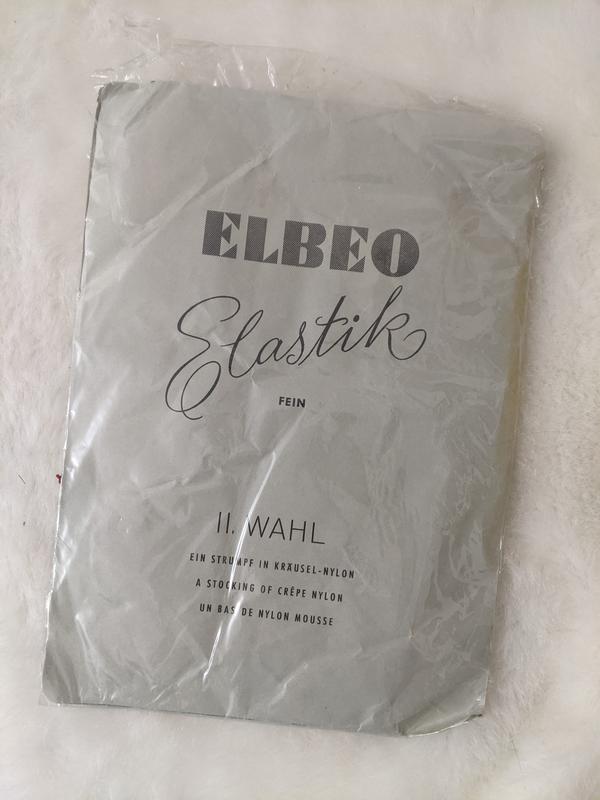 ELBEO
Elastik
FEIN
II. WAHL
EIN STRUMPF IN KRÄUSEL-NYLON
A STOCKING OF CRÊPE NYLON
UN BAS DE NYLON MOUSSE